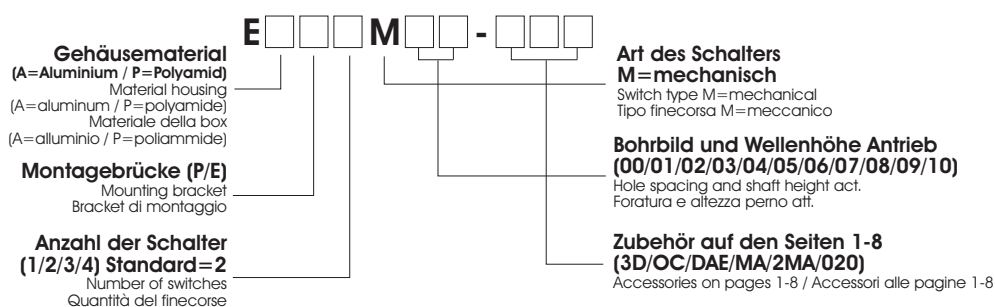 E□□□M□□-□□□
Gehäusematerial
(A=Aluminium / P=Polyamid)
Material housing
(A=aluminum / P=polyamide)
Materiale della box
(A=alluminio / P=poliammide)
Montagebrücke (P/E)
Mounting bracket
Bracket di montaggio
Anzahl der Schalter
(1/2/3/4) Standard=2
Number of switches
Quantità del finecorse
Art des Schalters
M=mechanisch
Switch type M=mechanical
Tipo finecorsa M=meccanico
Bohrbild und Wellenhöhe Antrieb
(00/01/02/03/04/05/06/07/08/09/10)
Hole spacing and shaft height act.
Foratura e altezza perno att.
Zubehör auf den Seiten 1-8
(3D/OC/DAE/MA/2MA/020)
Accessories on pages 1-8 / Accessori alle pagine 1-8